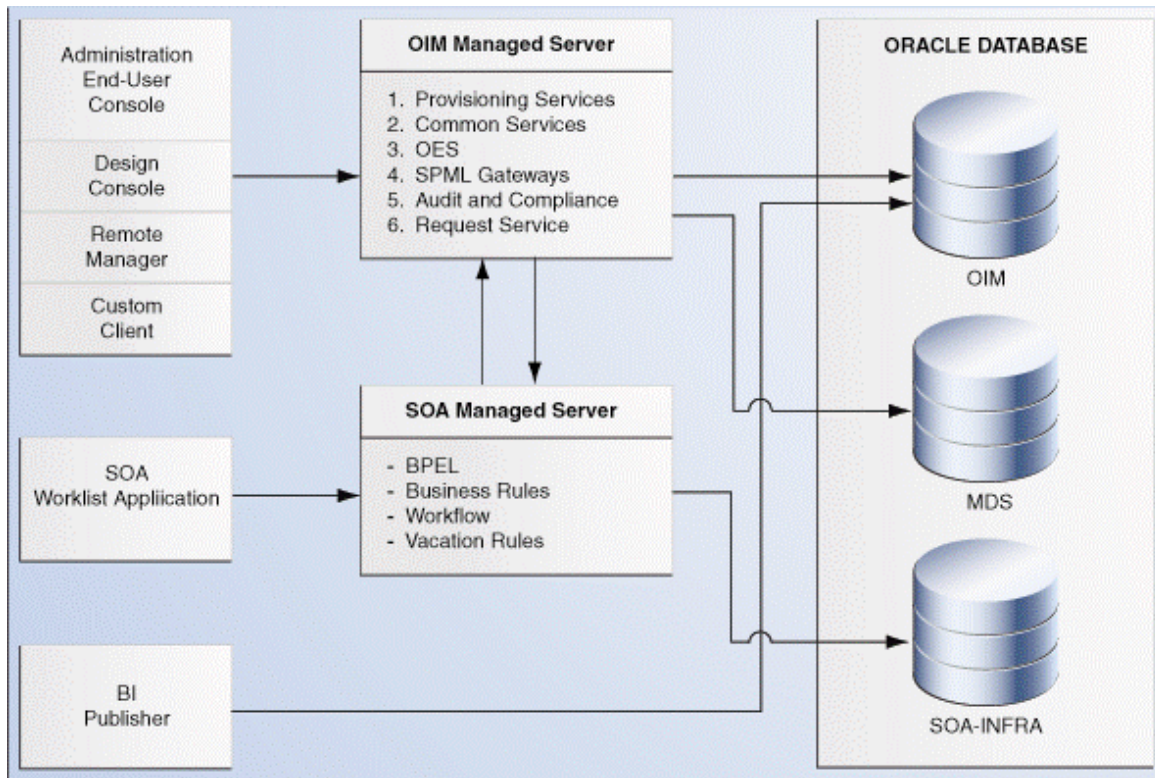 Administration
End-User
Console
Design
Console
Remote
Manager
Custom
Client
SOA
Worklist Appliication
BI
Publisher
OIM Managed Server
1. Provisioning Services
2. Common Services
3. OES
4. SPML Gateways
5. Audit and Compliance
6. Request Service
SOA Managed Server
- BPEL
- Business Rules
- Workflow
- Vacation Rules
ORACLE DATABASE
OIM
MDS
SOA-INFRA